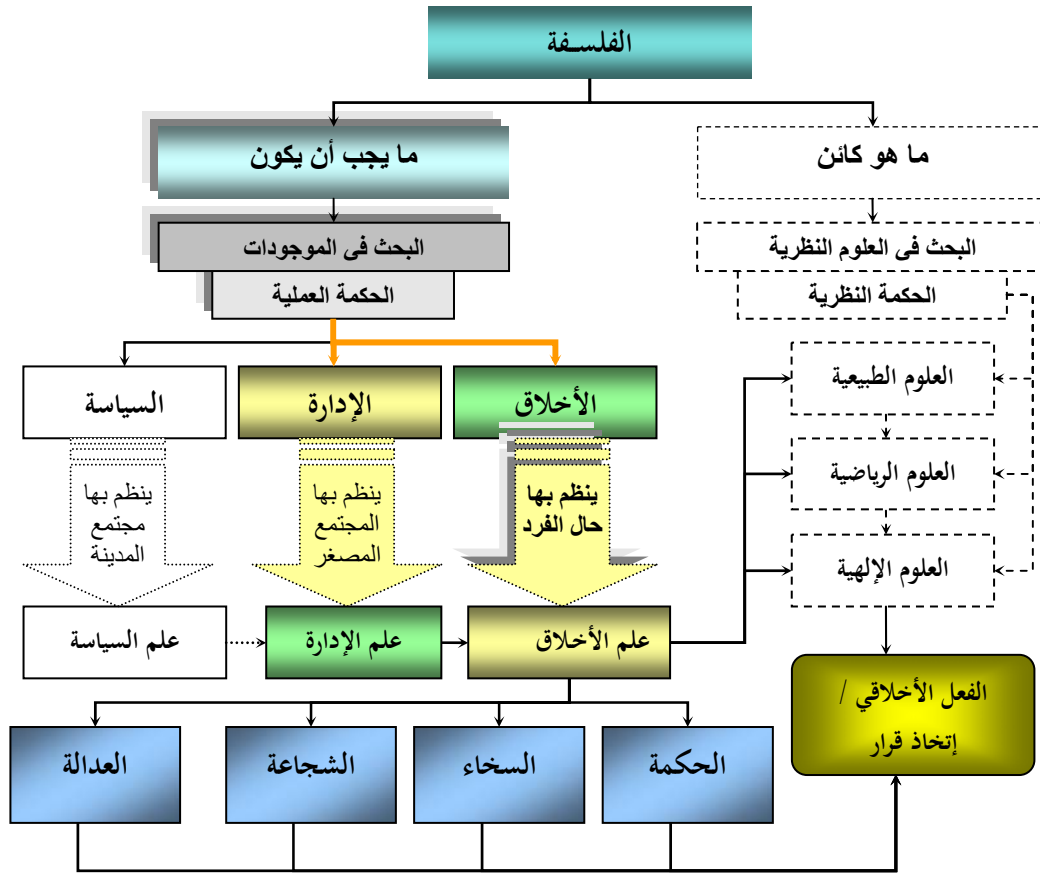 الفلسفة
ما هو كائن
ما يجب أن يكون
البحث فى العلوم النظرية
البحث فى الموجودات
الحكمة النظرية
الحكمة العملية
الأخلاق
الإدارة
السياسة
العلوم الطبيعية
العلوم الرياضية
العلوم الإلهية
ينظم بها
حال الفرد
ينظم بها
المجتمع
المصغر
ينظم بها
مجتمع
المدينة
علم الأخلاق
علم الإدارة
علم السياسة
الفعل الأخلاقي /
إتخاذ قرار
الحكمة
السخاء
الشجاعة
العدالة